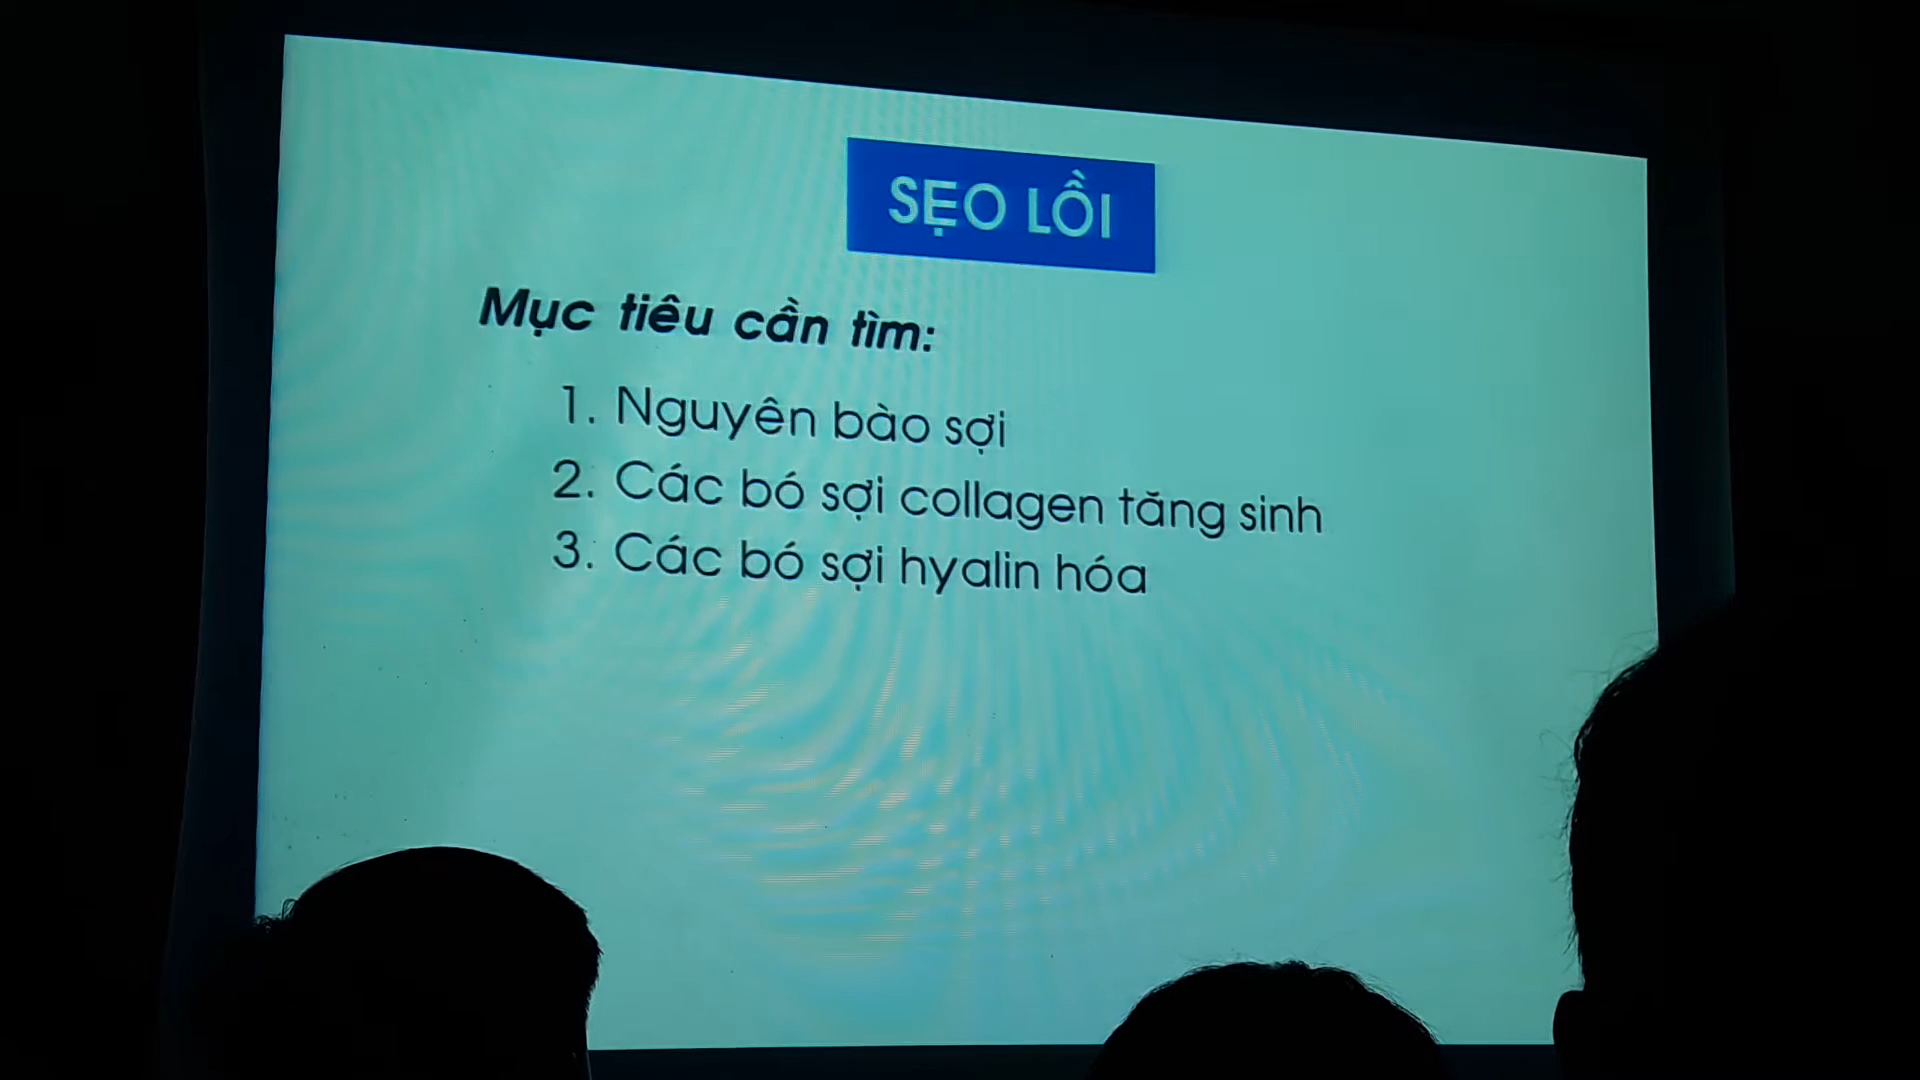 SẸO LỒI
Mục tiêu cần tìm:
1. Nguyên bào sợi
2. Các bó sợi collagen tăng sinh
3. Các bó sợi hyalin hóa